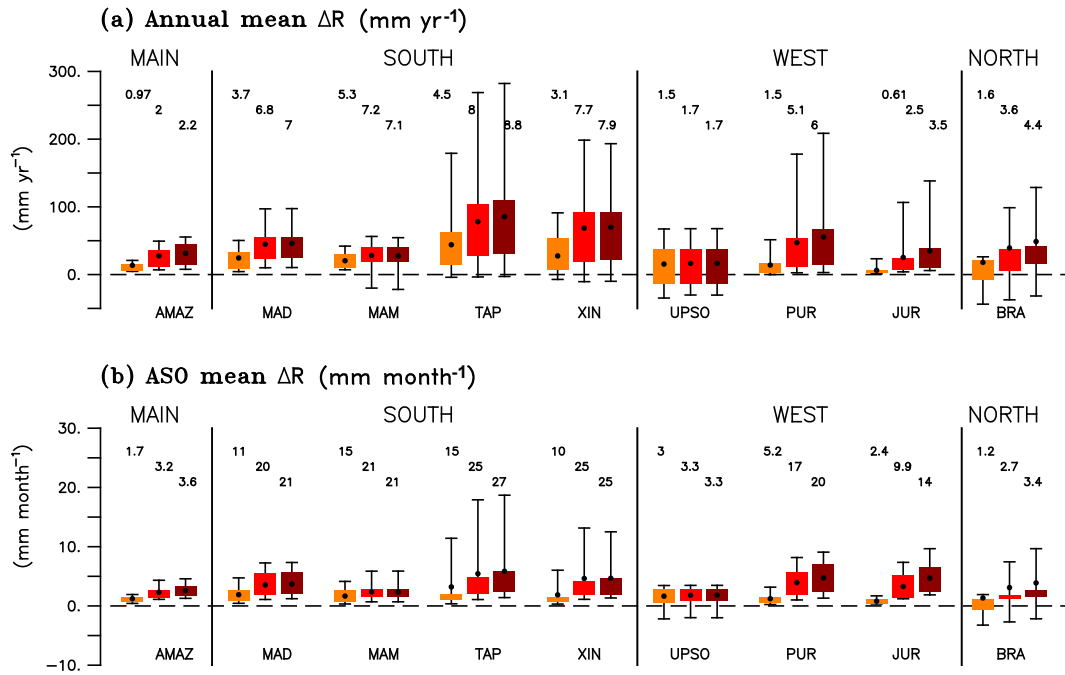 (a) Annual mean ΔR (mm yr⁻¹)
MAIN SOUTH WEST NORTH
300.
0.97 3.7 5.3 4.5 3.1 1.5 1.5 0.61 1.6
2 6.8 7.2 8 7.7 1.7 5.1 2.5 3.6
2.2 7 7.1 8.8 7.9 1.7 6 3.5 4.4
200.
(mm yr⁻¹)
100.
0.
AMAZ MAD MAM TAP XIN UPSO PUR JUR BRA
(b) ASO mean ΔR (mm month⁻¹)
MAIN SOUTH WEST NORTH
30.
1.7 11 15 15 10 3 5.2 2.4 1.2
3.2 20 21 25 25 3.3 17 9.9 2.7
3.6 21 21 27 25 3.3 20 14 3.4
20.
(mm month⁻¹)
10.
0.
−10.
AMAZ MAD MAM TAP XIN UPSO PUR JUR BRA